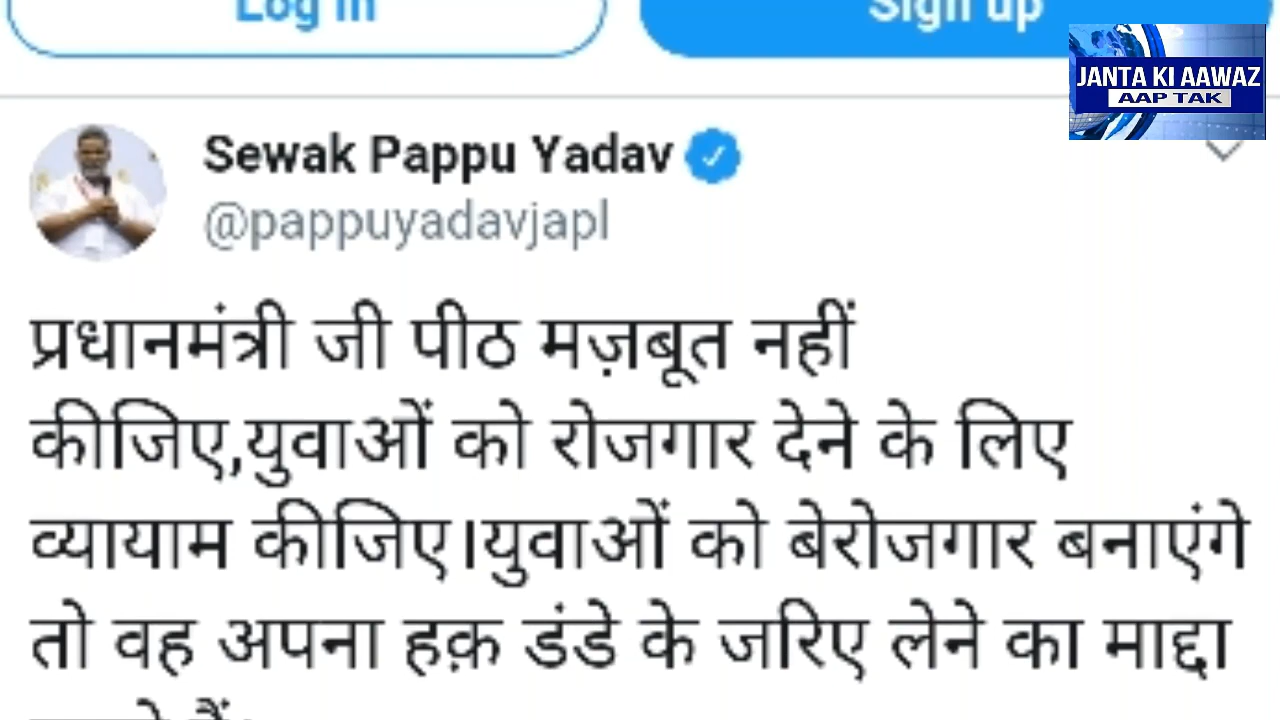 Log in Sign up
JANTA KI AAWAZ
AAP TAK
Sewak Pappu Yadav
@pappuyadavjapl
प्रधानमंत्री जी पीठ मज़बूत नहीं
कीजिए,युवाओं को रोजगार देने के लिए
व्यायाम कीजिए।युवाओं को बेरोजगार बनाएंगे
तो वह अपना हक़ डंडे के जरिए लेने का माद्दा